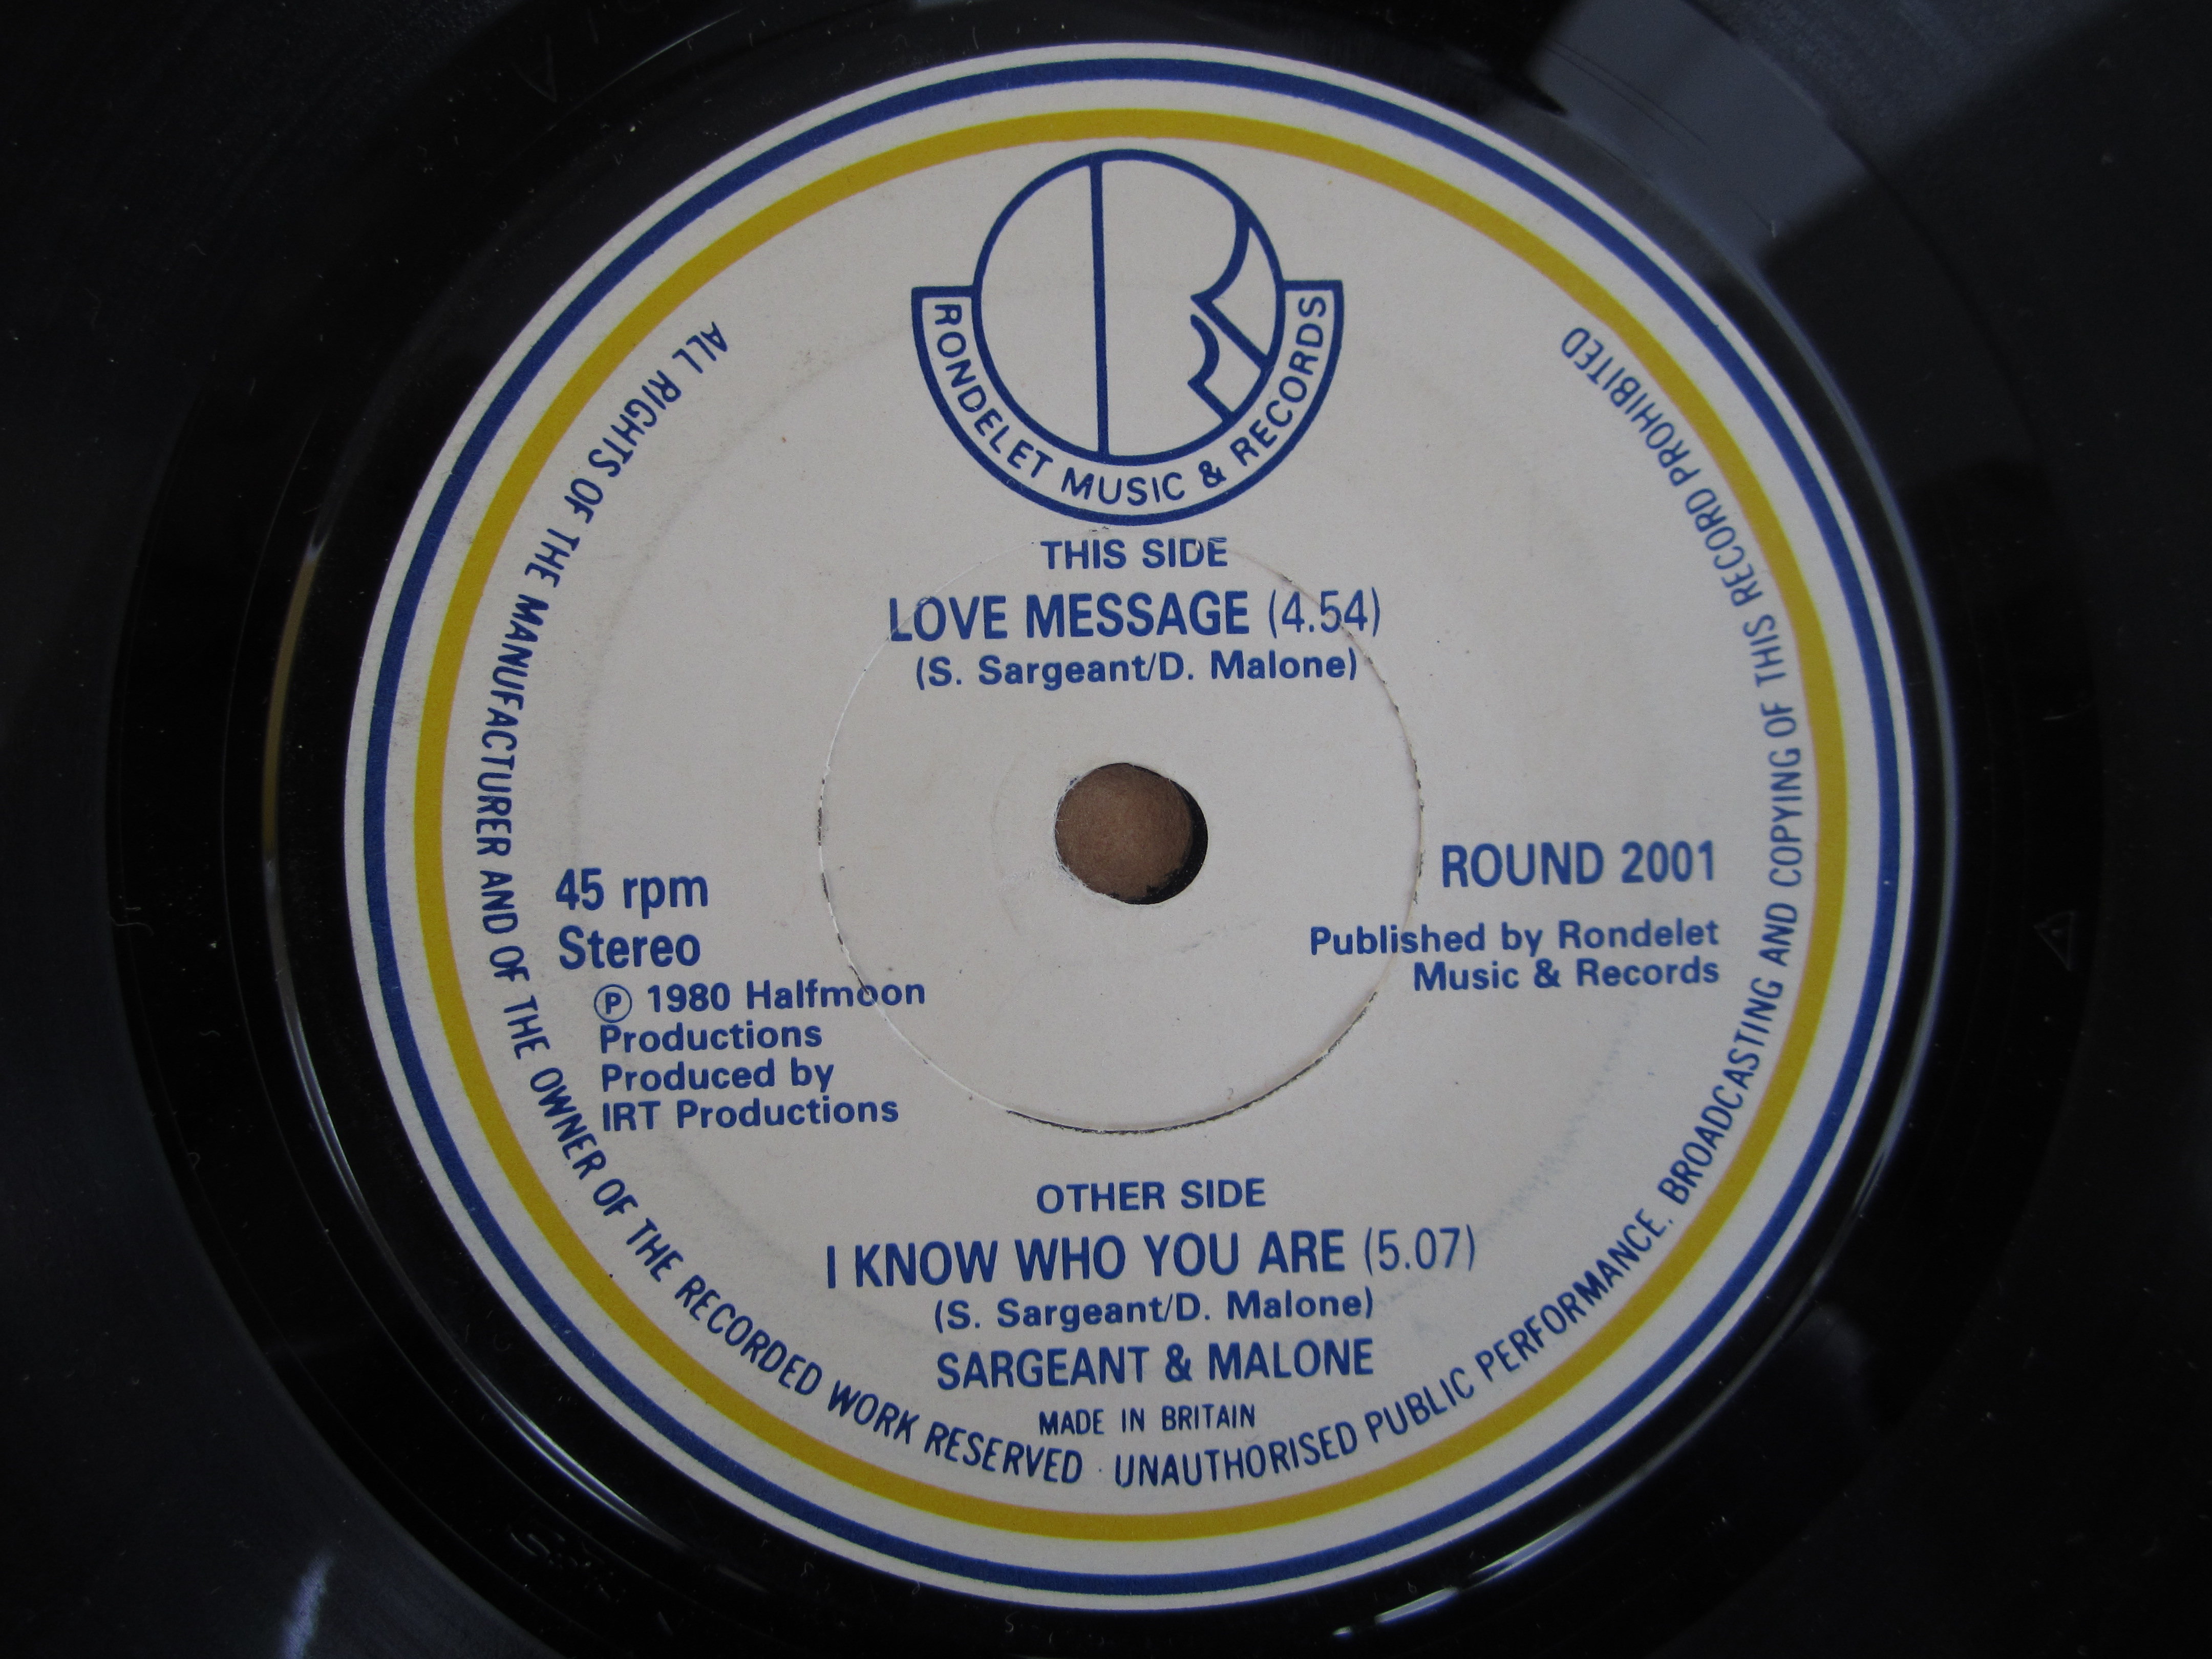 RONDELET MUSIC & RECORDS
THIS SIDE
LOVE MESSAGE (4.54)
(S. Sargeant/D. Malone)
45 rpm
Stereo
℗ 1980 Halfmoon
Productions
Produced by
IRT Productions
ROUND 2001
Published by Rondelet
Music & Records
OTHER SIDE
I KNOW WHO YOU ARE (5.07)
(S. Sargeant/D. Malone)
SARGEANT & MALONE
MADE IN BRITAIN
ALL RIGHTS OF THE MANUFACTURER AND OF THE OWNER OF THE RECORDED WORK RESERVED · UNAUTHORISED PUBLIC PERFORMANCE. BROADCASTING AND COPYING OF THIS RECORD PROHIBITED